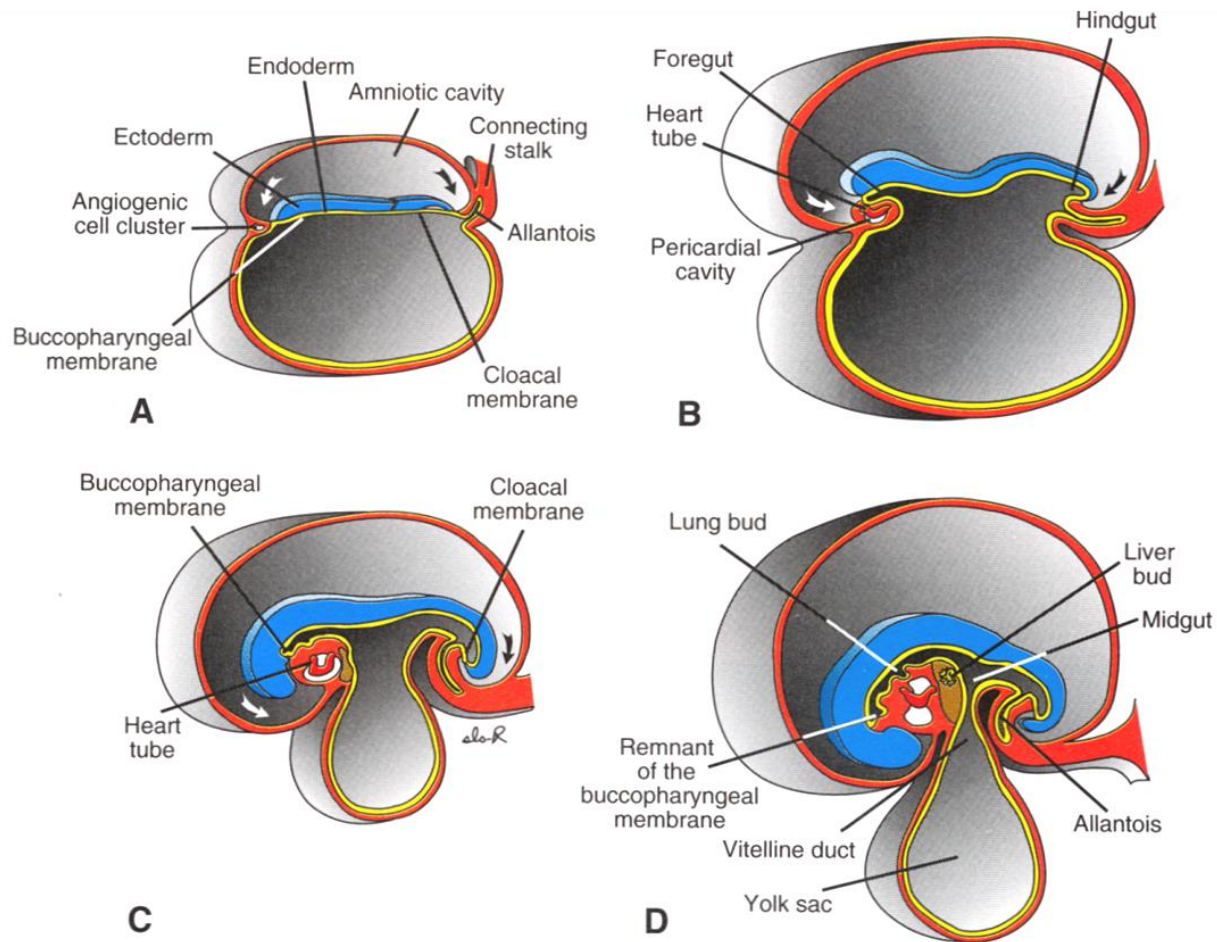 Endoderm
Amniotic cavity
Ectoderm
Connecting
stalk
Angiogenic
cell cluster
Allantois
Buccopharyngeal
membrane
Cloacal
membrane
A
Hindgut
Foregut
Heart
tube
Pericardial
cavity
B
Buccopharyngeal
membrane
Cloacal
membrane
Heart
tube
C
Lung bud
Liver
bud
Midgut
Remnant
of the
buccopharyngeal
membrane
Allantois
Vitelline duct
Yolk sac
D